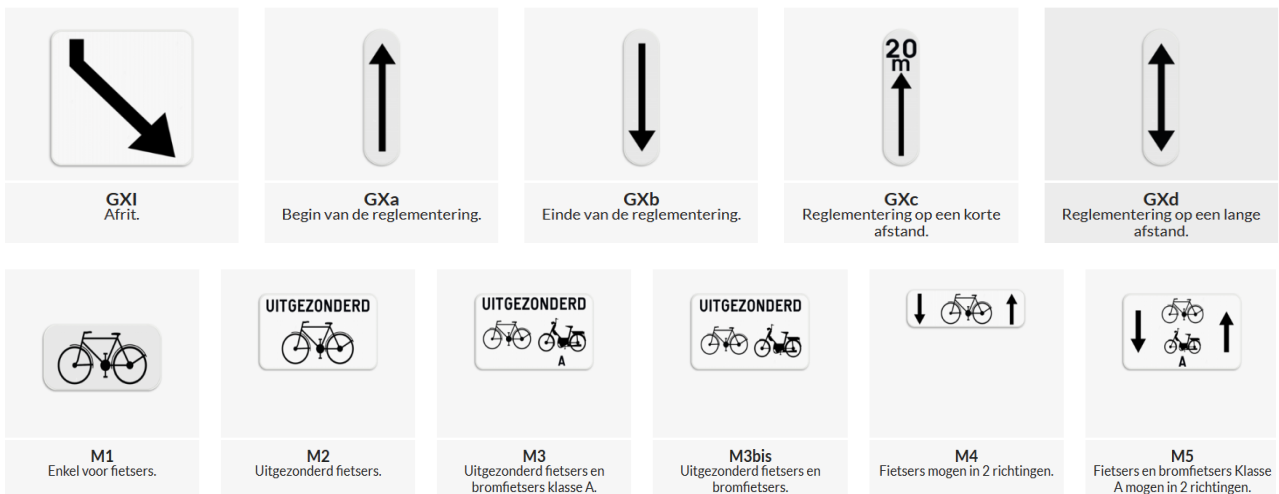 20
m
GXI
Afrit.
GXa
Begin van de reglementering.
GXb
Einde van de reglementering.
GXc
Reglementering op een korte
afstand.
GXd
Reglementering op een lange
afstand.
UITGEZONDERD
UITGEZONDERD
A
UITGEZONDERD
A
M1
Enkel voor fietsers.
M2
Uitgezonderd fietsers.
M3
Uitgezonderd fietsers en
bromfietsers klasse A.
M3bis
Uitgezonderd fietsers en
bromfietsers.
M4
Fietsers mogen in 2 richtingen.
M5
Fietsers en bromfietsers Klasse
A mogen in 2 richtingen.